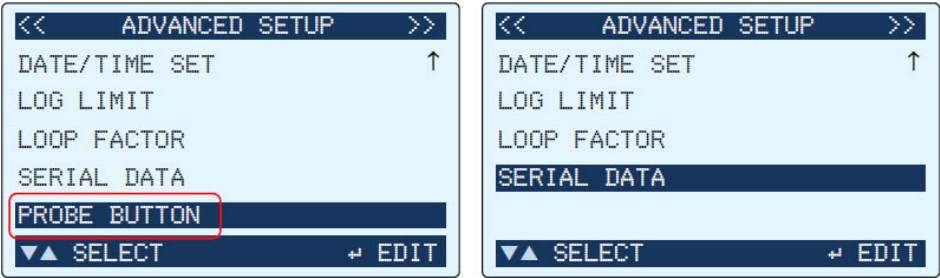 << ADVANCED SETUP >>
DATE/TIME SET ↑
LOG LIMIT
LOOP FACTOR
SERIAL DATA
PROBE BUTTON
▼▲ SELECT ↵ EDIT
<< ADVANCED SETUP >>
DATE/TIME SET ↑
LOG LIMIT
LOOP FACTOR
SERIAL DATA
▼▲ SELECT ↵ EDIT